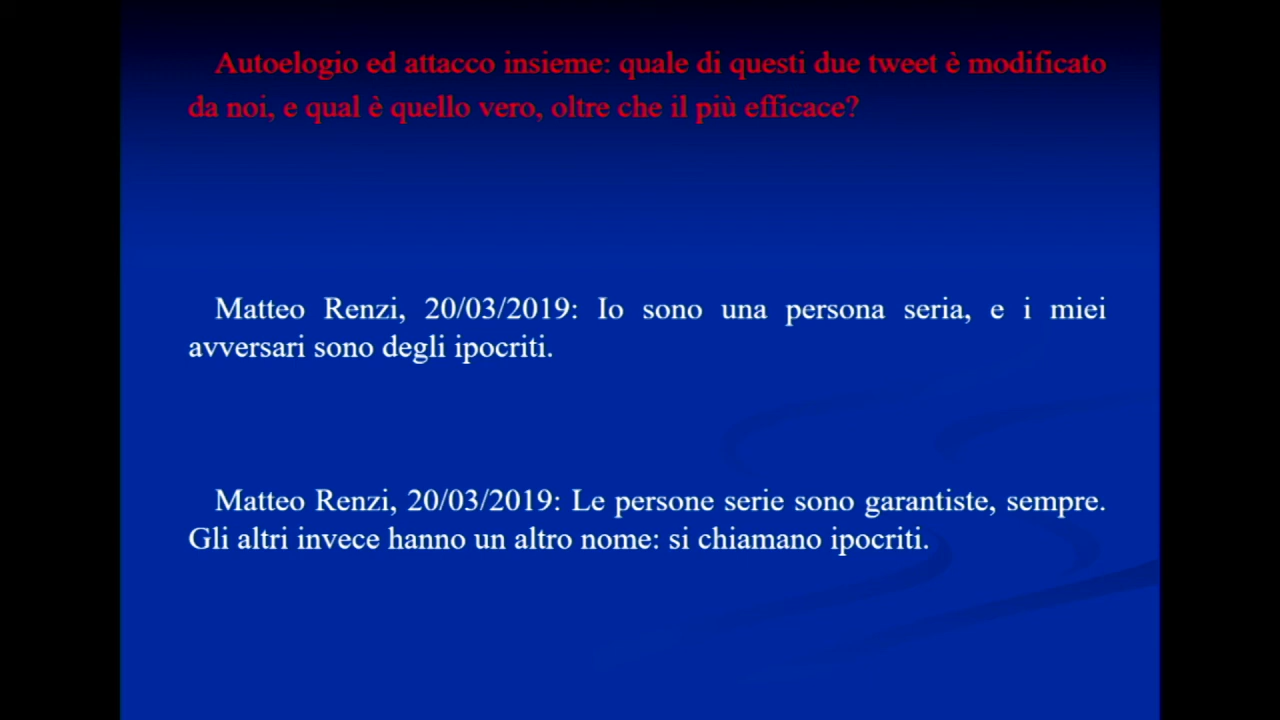 Autoelogio ed attacco insieme: quale di questi due tweet è modificato
da noi, e qual è quello vero, oltre che il più efficace?
Matteo Renzi, 20/03/2019: Io sono una persona seria, e i miei
avversari sono degli ipocriti.
Matteo Renzi, 20/03/2019: Le persone serie sono garantiste, sempre.
Gli altri invece hanno un altro nome: si chiamano ipocriti.